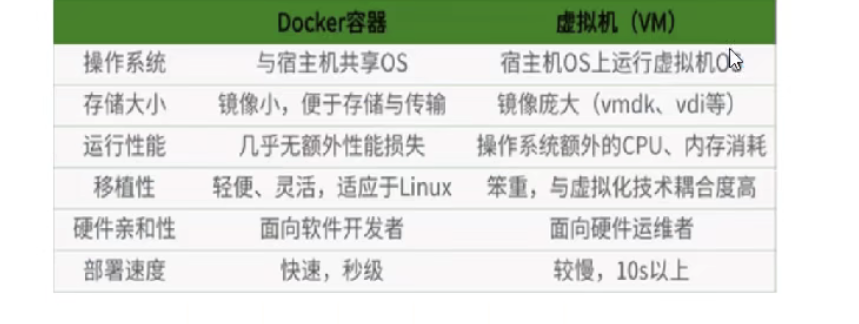 Docker容器 虚拟机（VM）
操作系统 与宿主机共享OS 宿主机OS上运行虚拟机OS
存储大小 镜像小，便于存储与传输 镜像庞大（vmdk、vdi等）
运行性能 几乎无额外性能损失 操作系统额外的CPU、内存消耗
移植性 轻便、灵活，适应于Linux 笨重，与虚拟化技术耦合度高
硬件亲和性 面向软件开发者 面向硬件运维者
部署速度 快速，秒级 较慢，10s以上